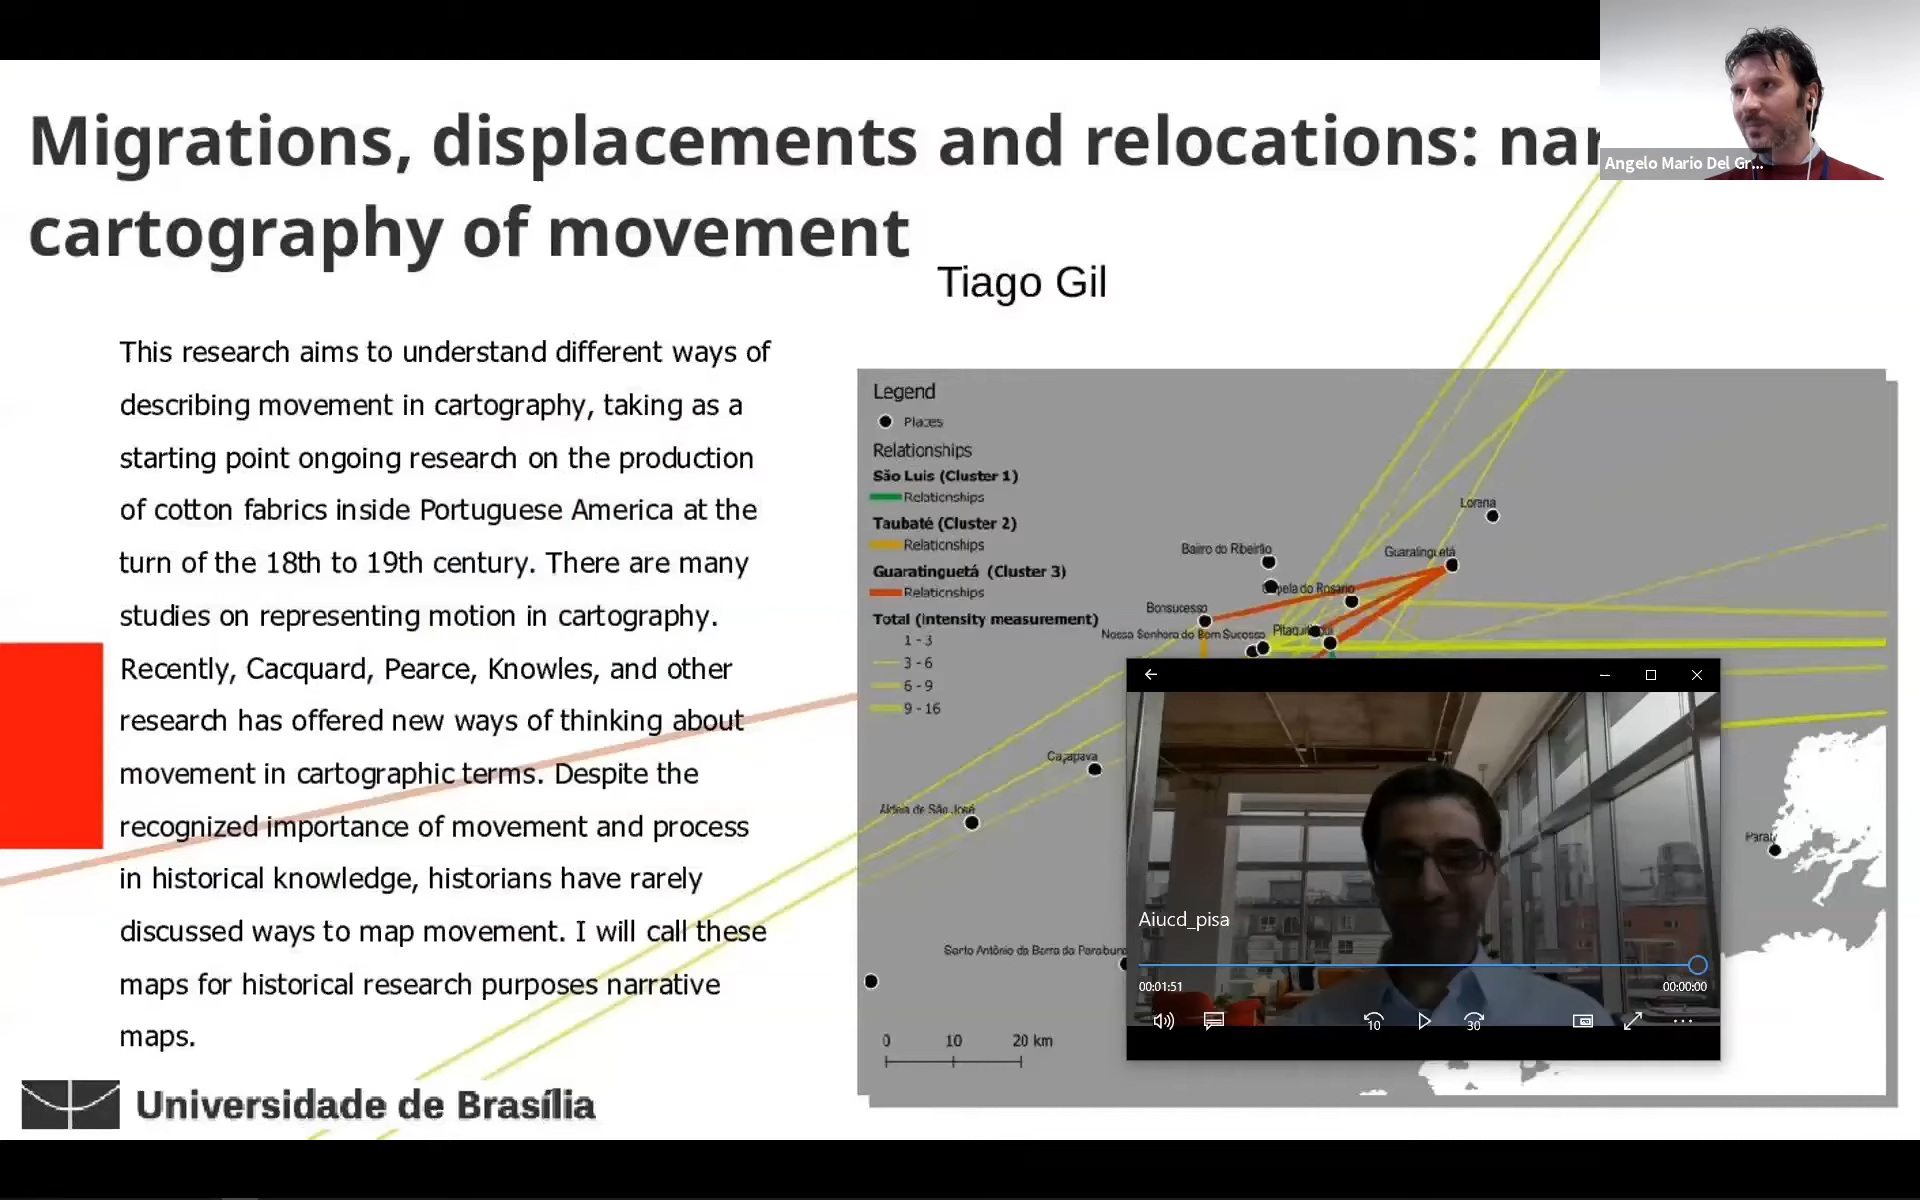 Migrations, displacements and relocations:
cartography of movement
Angelo Mario Del Gr...
Tiago Gil
This research aims to understand different ways of
describing movement in cartography, taking as a
starting point ongoing research on the production
of cotton fabrics inside Portuguese America at the
turn of the 18th to 19th century. There are many
studies on representing motion in cartography.
Recently, Cacquard, Pearce, Knowles, and other
research has offered new ways of thinking about
movement in cartographic terms. Despite the
recognized importance of movement and process
in historical knowledge, historians have rarely
discussed ways to map movement. I will call these
maps for historical research purposes narrative
maps.
Universidade de Brasília
Legend
Places
Relationships
São Luis (Cluster 1)
Relationships
Taubaté (Cluster 2)
Relationships
Guaratinguetá (Cluster 3)
Relationships
Total (Intensity measurement)
1 - 3
3 - 6
6 - 9
9 - 16
Lorena
Bairro do Ribeirão
Guaratinguetá
do Rosario
Bonsucesso
Nossa Senhora do Bom Sucesso
Caçapava
Aldeia de São José
Paraty
0 10 20 km
Aiucd_pisa
00:01:51
00:00:00
10
30